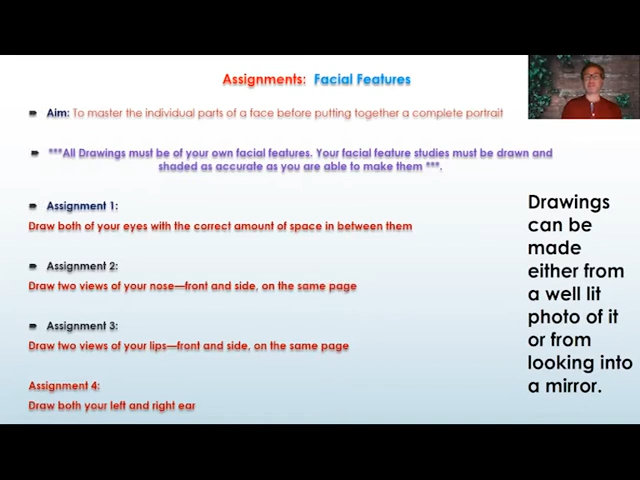 Assignments: Facial Features
Aim: To master the individual parts of a face before putting together a complete portrait
***All Drawings must be of your own facial features. Your facial feature studies must be drawn and
shaded as accurate as you are able to make them ***.
Assignment 1:
Draw both of your eyes with the correct amount of space in between them
Assignment 2:
Draw two views of your nose—front and side, on the same page
Assignment 3:
Draw two views of your lips—front and side, on the same page
Assignment 4:
Draw both your left and right ear
Drawings
can be
made
either from
a well lit
photo of it
or from
looking into
a mirror.